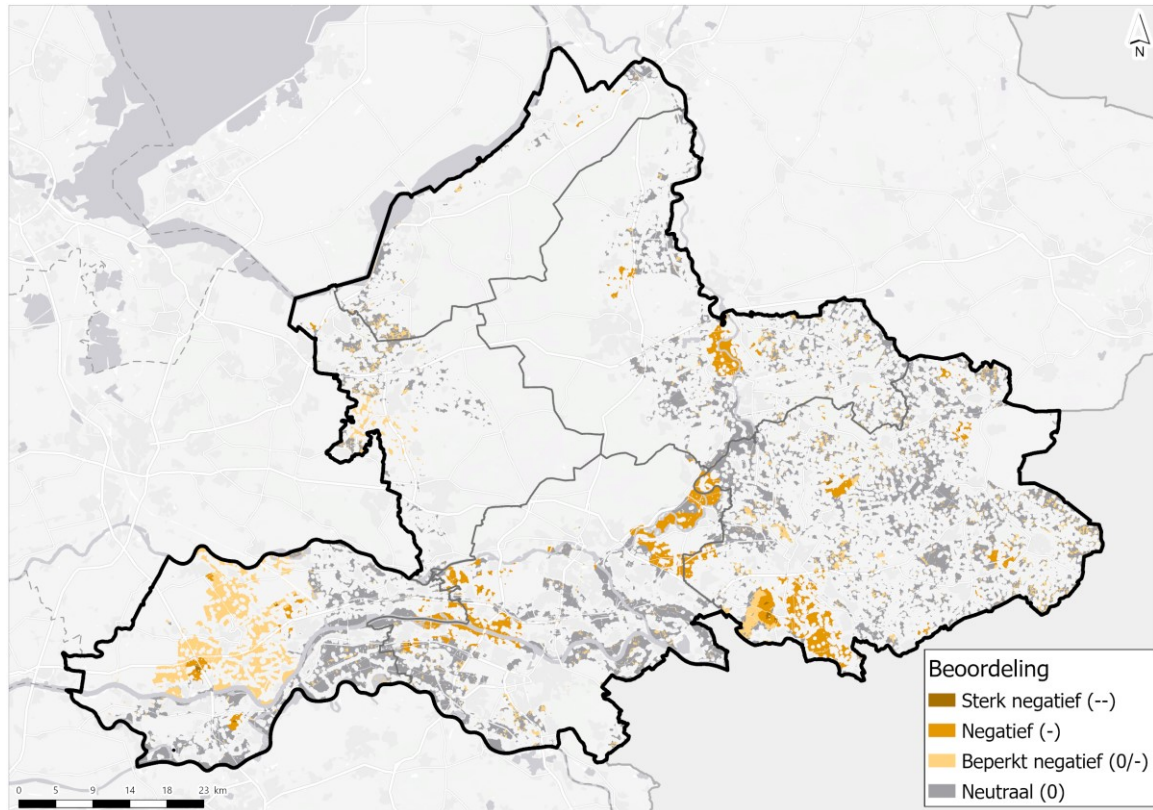 N
Beoordeling
Sterk negatief (--)
Negatief (-)
Beperkt negatief (0/-)
Neutraal (0)
0 5 9 14 18 23 km